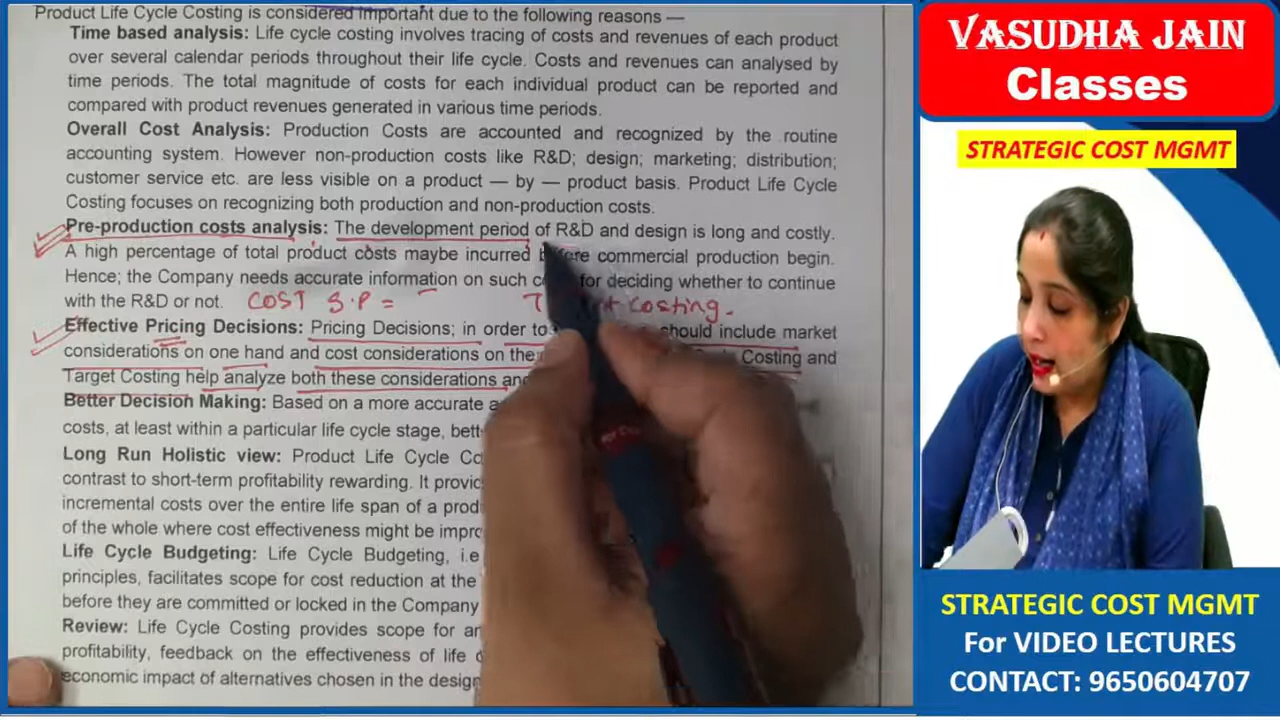 Product Life Cycle Costing is considered important due to the following reasons —
Time based analysis: Life cycle costing involves tracing of costs and revenues of each product
over several calendar periods throughout their life cycle. Costs and revenues can analysed by
time periods. The total magnitude of costs for each individual product can be reported and
compared with product revenues generated in various time periods.
Overall Cost Analysis: Production Costs are accounted and recognized by the routine
accounting system. However non-production costs like R&D; design; marketing; distribution;
customer service etc. are less visible on a product — by — product basis. Product Life Cycle
Costing focuses on recognizing both production and non-production costs.
Pre-production costs analysis: The development period of R&D and design is long and costly.
A high percentage of total product costs maybe incurred before commercial production begin.
Hence; the Company needs accurate information on such for deciding whether to continue
with the R&D or not. COST S.P = Costing.
Effective Pricing Decisions: Pricing Decisions; in order to should include market
considerations on one hand and cost considerations on the Costing and
Target Costing help analyze both these considerations
Better Decision Making: Based on a more accurate
costs, at least within a particular life cycle stage,
Long Run Holistic view: Product Life Cycle
contrast to short-term profitability rewarding. It
incremental costs over the entire life span of a
of the whole where cost effectiveness might be
Life Cycle Budgeting: Life Cycle Budgeting, i.e
principles, facilitates scope for cost reduction at the
before they are committed or locked in the Company
Review: Life Cycle Costing provides scope for
profitability, feedback on the effectiveness of life
economic impact of alternatives chosen in the
VASUDHA JAIN
Classes
STRATEGIC COST MGMT
STRATEGIC COST MGMT
For VIDEO LECTURES
CONTACT: 9650604707